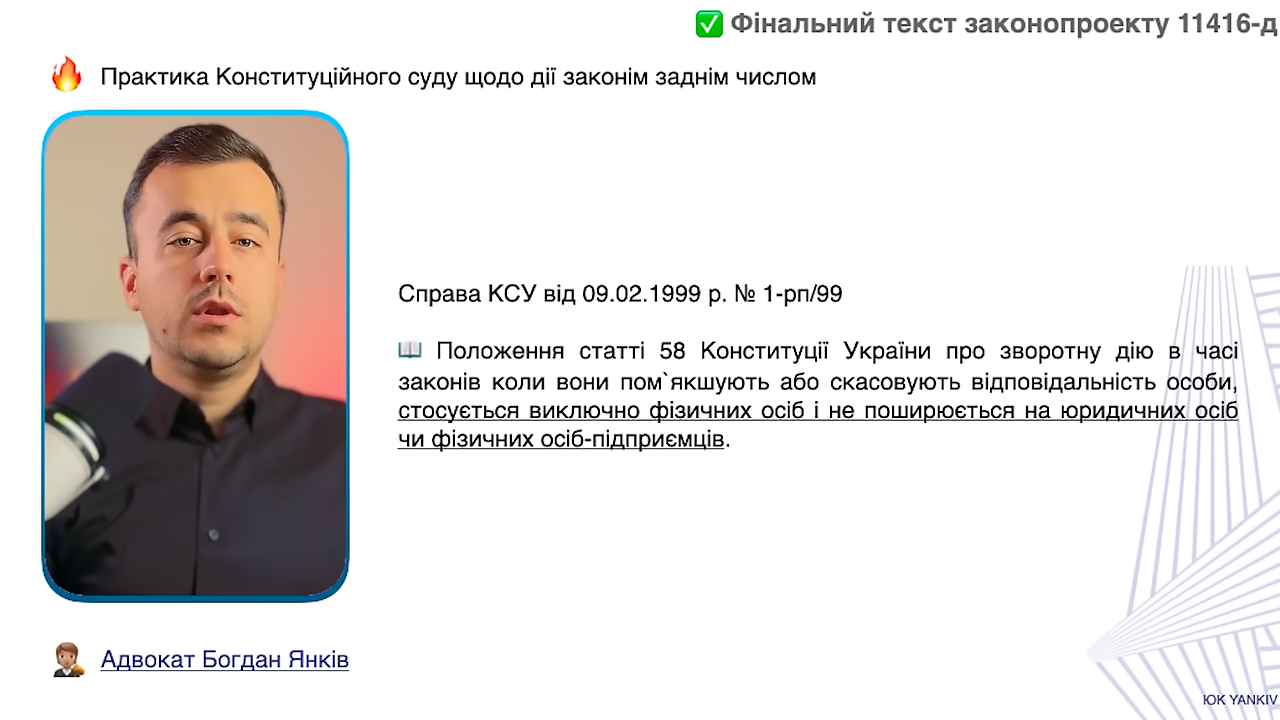 ✅ Фінальний текст законопроекту 11416-д
🔥 Практика Конституційного суду щодо дії законім заднім числом
Справа КСУ від 09.02.1999 р. № 1-рп/99
📖 Положення статті 58 Конституції України про зворотну дію в часі
законів коли вони пом`якшують або скасовують відповідальність особи,
стосується виключно фізичних осіб і не поширюється на юридичних осіб
чи фізичних осіб-підприємців.
Адвокат Богдан Янків
ЮК YANKIV